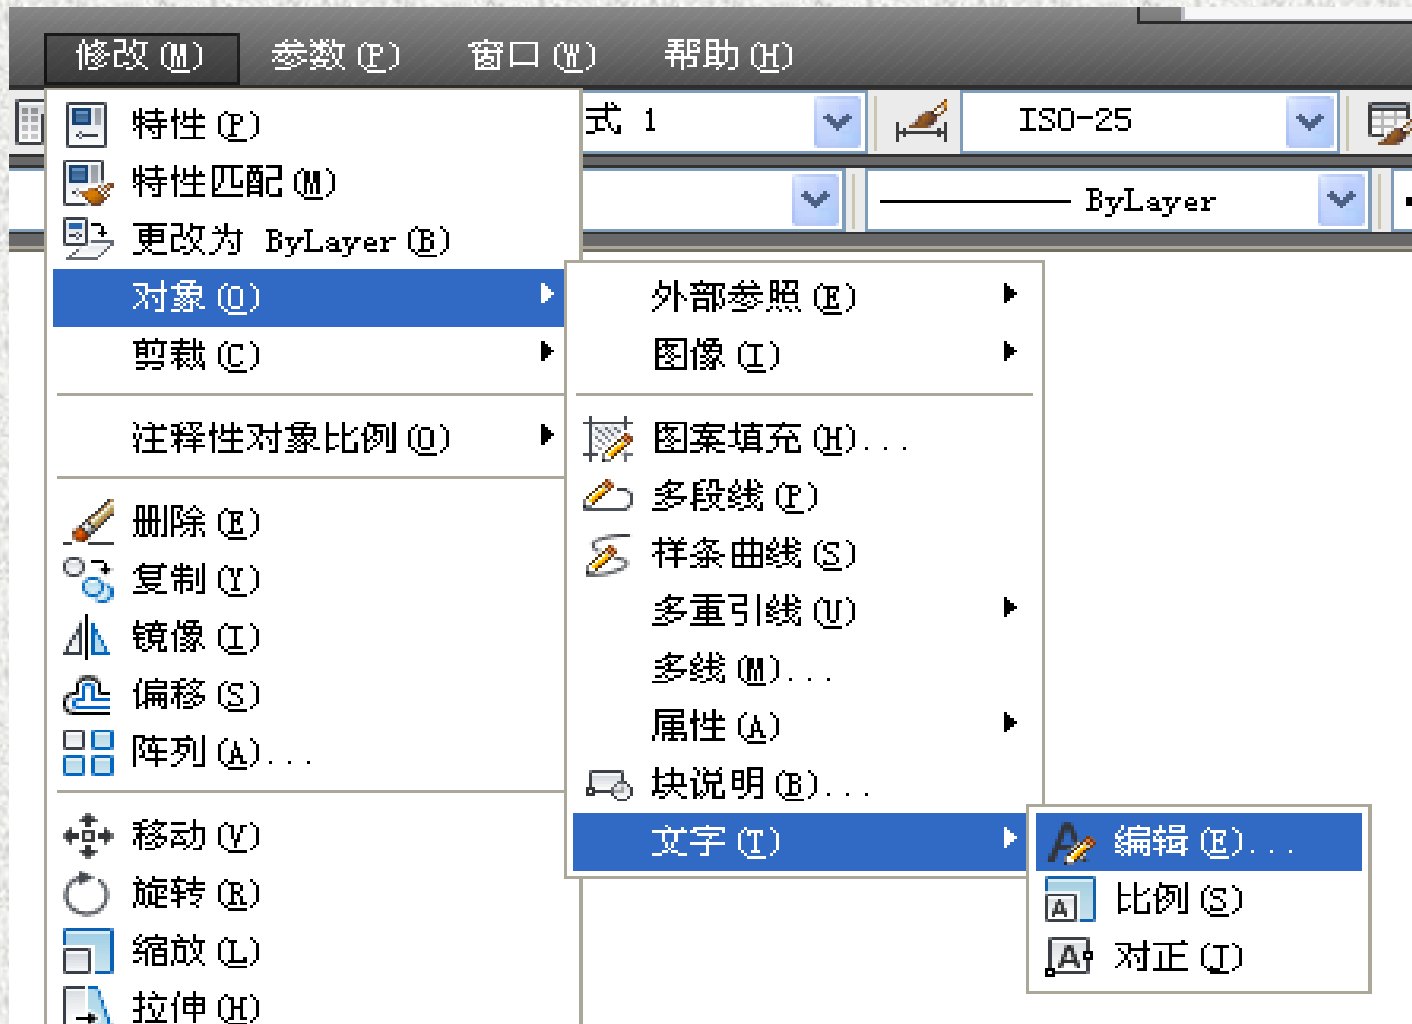 修改(M) 参数(P) 窗口(W) 帮助(H)
式 1 ISO-25
ByLayer
特性(P)
特性匹配(M)
更改为 ByLayer(B)
对象(O)
剪裁(C)
注释性对象比例(O)
删除(E)
复制(Y)
镜像(I)
偏移(S)
阵列(A)...
移动(V)
旋转(R)
缩放(L)
拉伸(H)
外部参照(E)
图像(I)
图案填充(H)...
多段线(P)
样条曲线(S)
多重引线(U)
多线(M)...
属性(A)
块说明(B)...
文字(T)
编辑(E)...
比例(S)
对正(J)